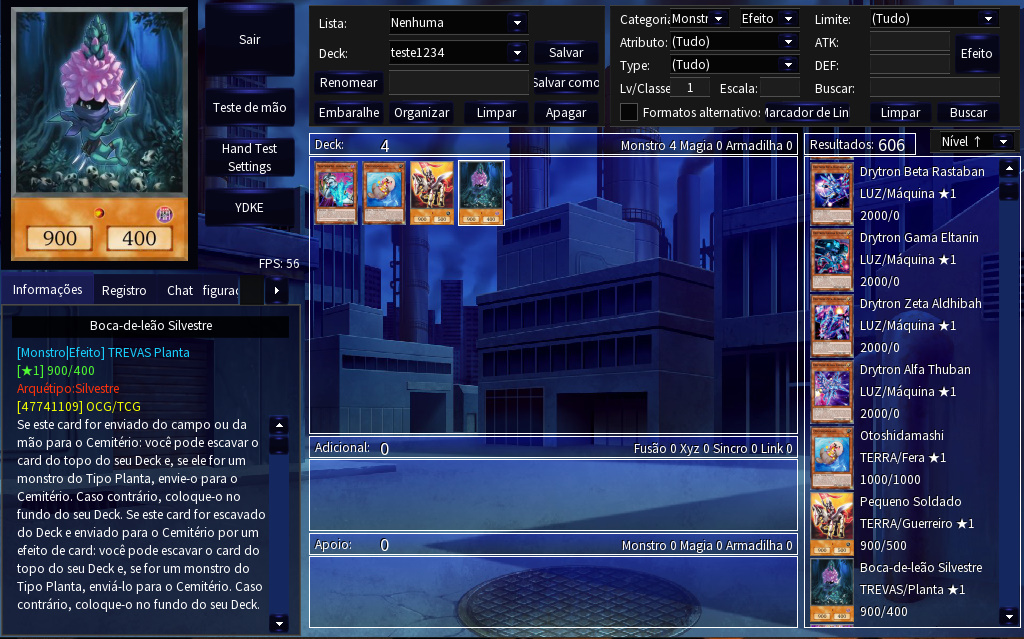 900 400
Sair
Teste de mão
Hand Test
Settings
YDKE
FPS: 56
Lista: Nenhuma
Deck: teste1234 Salvar
Renomear Salvar como
Embaralhe Organizar Limpar Apagar
Categoria Monstr Efeito Limite: (Tudo)
Atributo: (Tudo) ATK: Efeito
Type: (Tudo) DEF:
Lv/Classe 1 Escala: Buscar:
Formatos alternativo: Marcador de Lin Limpar Buscar
Deck: 4 Monstro 4 Magia 0 Armadilha 0
Resultados: 606 Nível ↑
Drytron Beta Rastaban
LUZ/Máquina ★1
2000/0
Drytron Gama Eltanin
LUZ/Máquina ★1
2000/0
Drytron Zeta Aldhibah
LUZ/Máquina ★1
2000/0
Drytron Alfa Thuban
LUZ/Máquina ★1
2000/0
Otoshidamashi
TERRA/Fera ★1
1000/1000
Pequeno Soldado
TERRA/Guerreiro ★1
900/500
Boca-de-leão Silvestre
TREVAS/Planta ★1
900/400
Informações Registro Chat figuraç
Boca-de-leão Silvestre
[Monstro|Efeito] TREVAS Planta
[★1] 900/400
Arquétipo:Silvestre
[47741109] OCG/TCG
Se este card for enviado do campo ou da
mão para o Cemitério: você pode escavar o
card do topo do seu Deck e, se ele for um
monstro do Tipo Planta, envie-o para o
Cemitério. Caso contrário, coloque-o no
fundo do seu Deck. Se este card for escavado
do Deck e enviado para o Cemitério por um
efeito de card: você pode escavar o card do
topo do seu Deck e, se for um monstro do
Tipo Planta, enviá-lo para o Cemitério. Caso
contrário, coloque-o no fundo do seu Deck.
Adicional: 0 Fusão 0 Xyz 0 Sincro 0 Link 0
Apoio: 0 Monstro 0 Magia 0 Armadilha 0